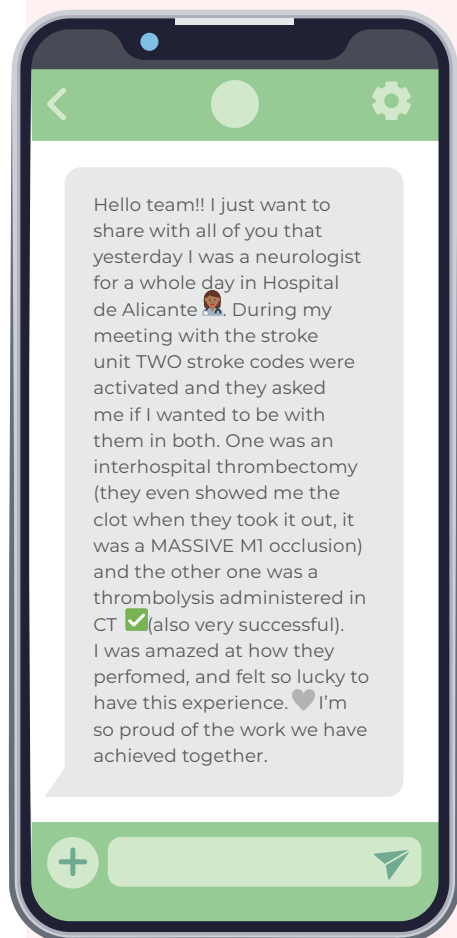 Hello team!! I just want to
share with all of you that
yesterday I was a neurologist
for a whole day in Hospital
de Alicante 👩🏾‍⚕️. During my
meeting with the stroke
unit TWO stroke codes were
activated and they asked
me if I wanted to be with
them in both. One was an
interhospital thrombectomy
(they even showed me the
clot when they took it out, it
was a MASSIVE M1 occlusion)
and the other one was a
thrombolysis administered in
CT ✅(also very successful).
I was amazed at how they
perfomed, and felt so lucky to
have this experience.🩶I’m
so proud of the work we have
achieved together.